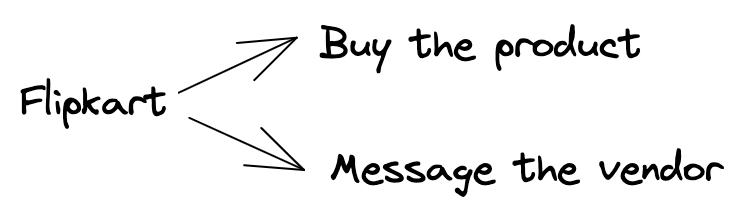 Buy the product
Flipkart
Message the vendor